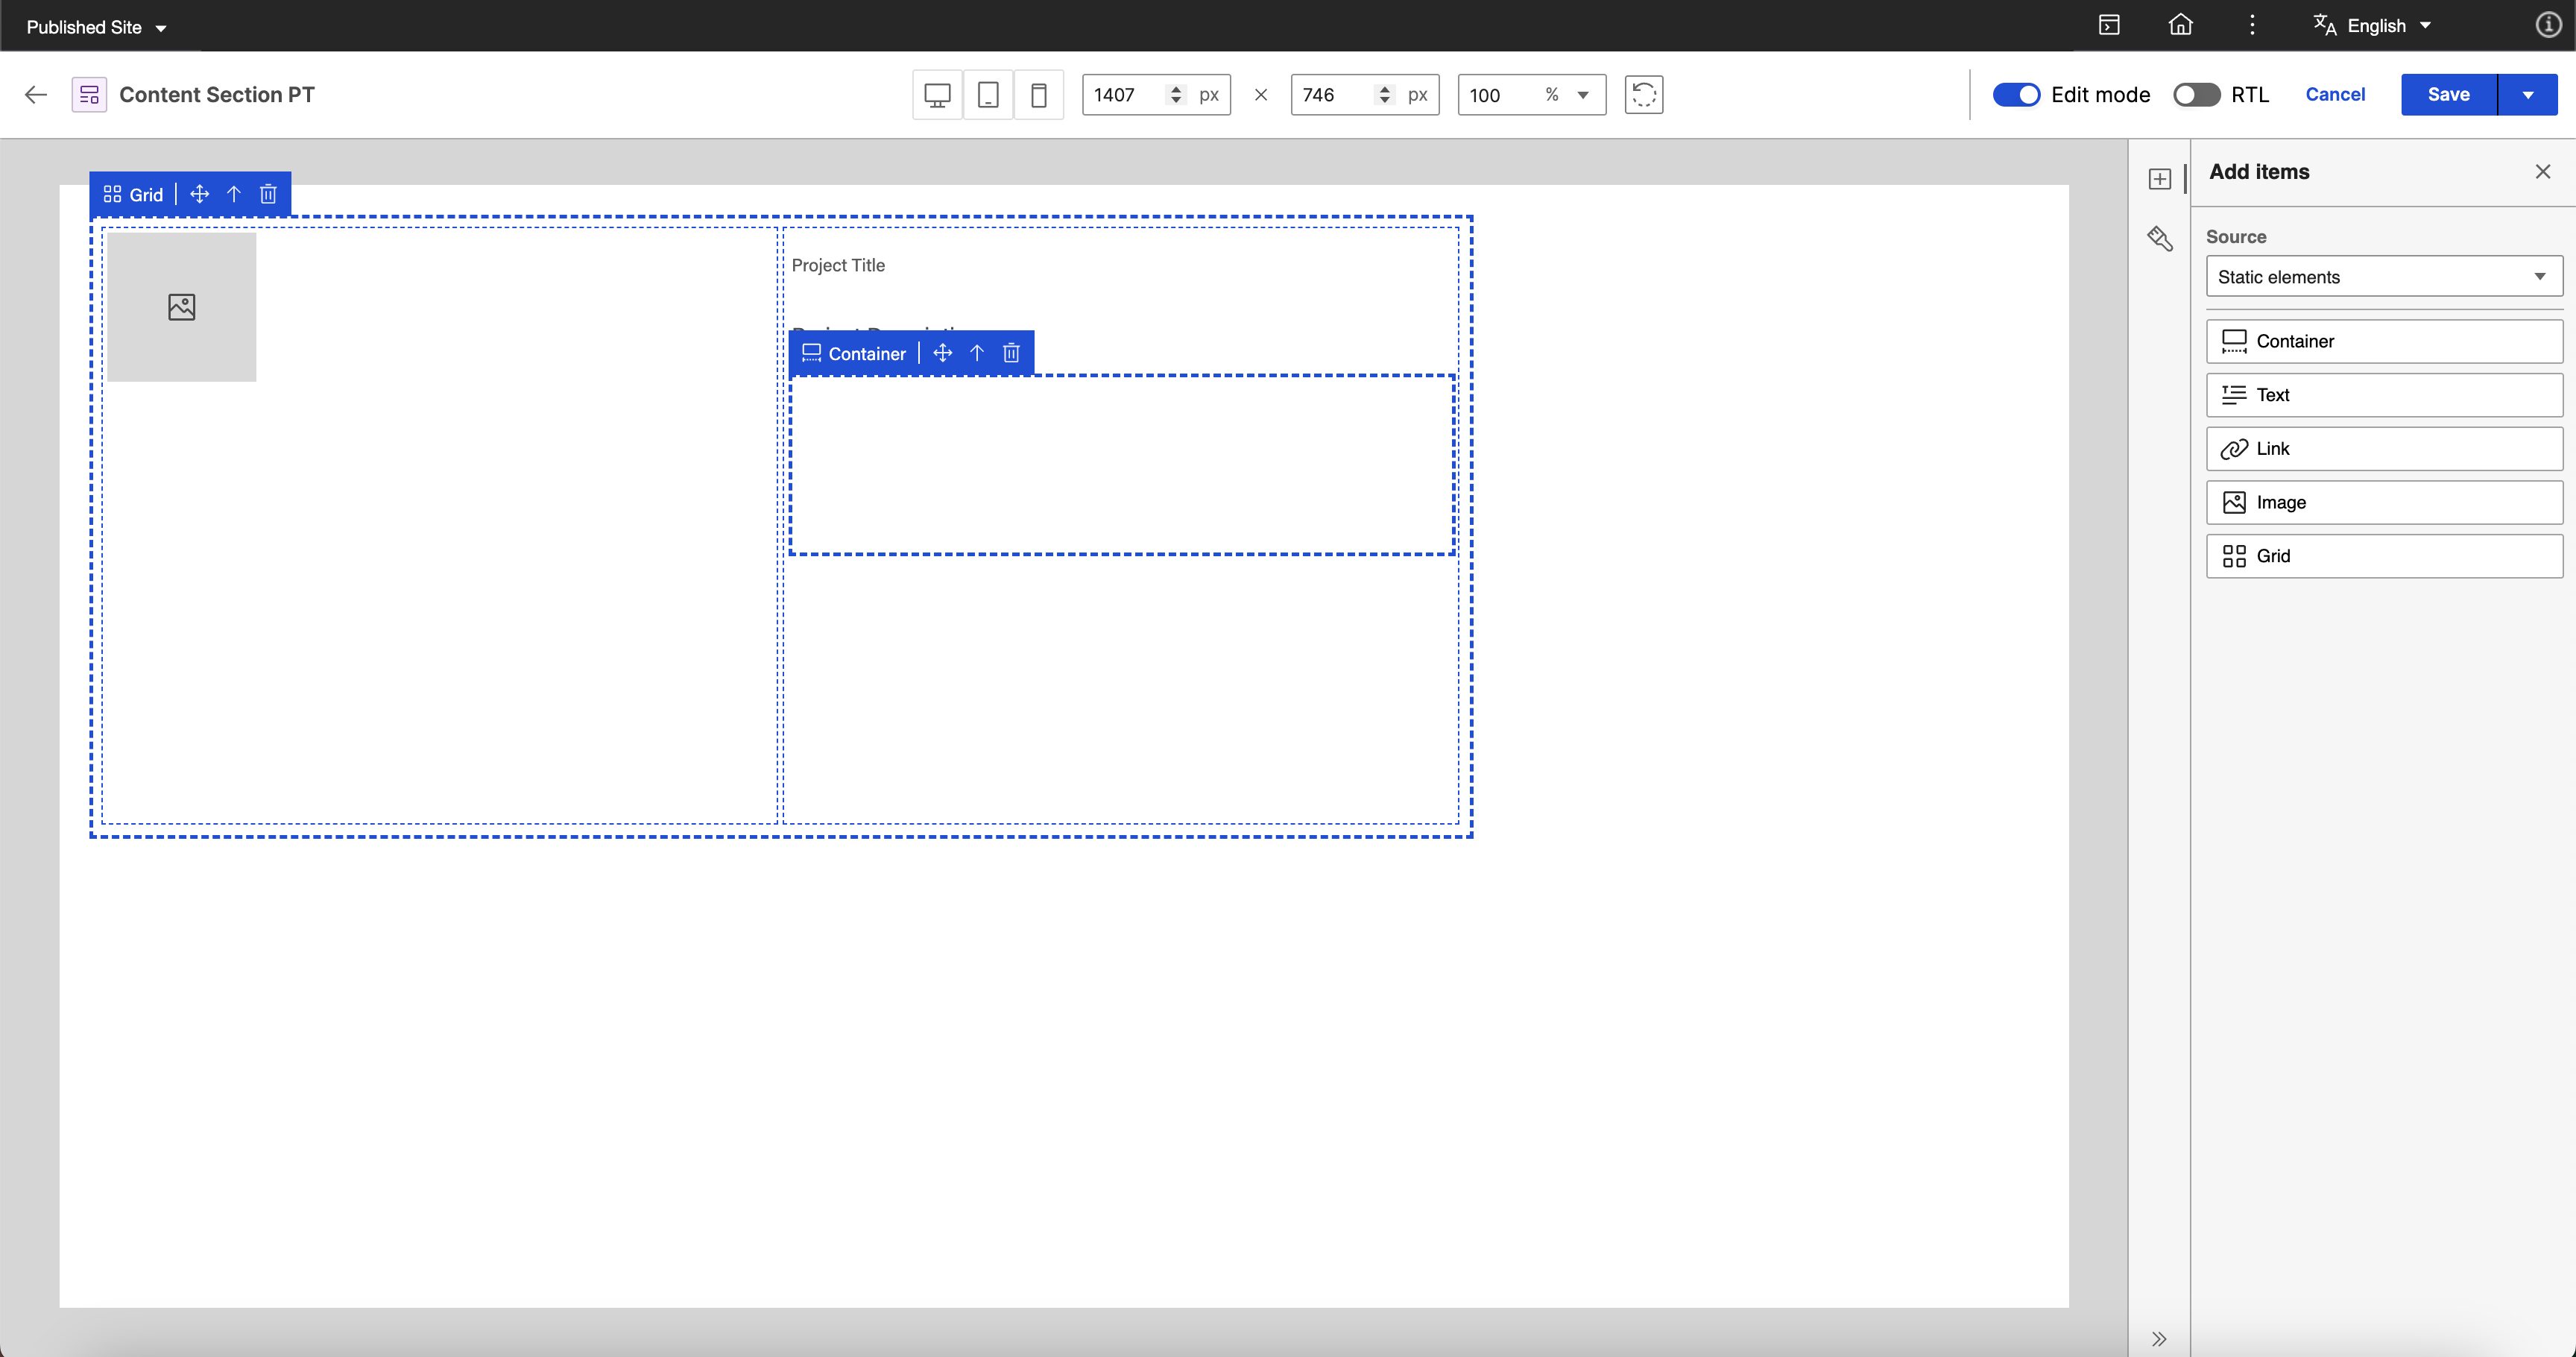 Published Site
English
Content Section PT
1407 px × 746 px 100 %
Edit mode
RTL
Cancel
Save
Grid
Project Title
Container
Add items
Source
Static elements
Container
Text
Link
Image
Grid